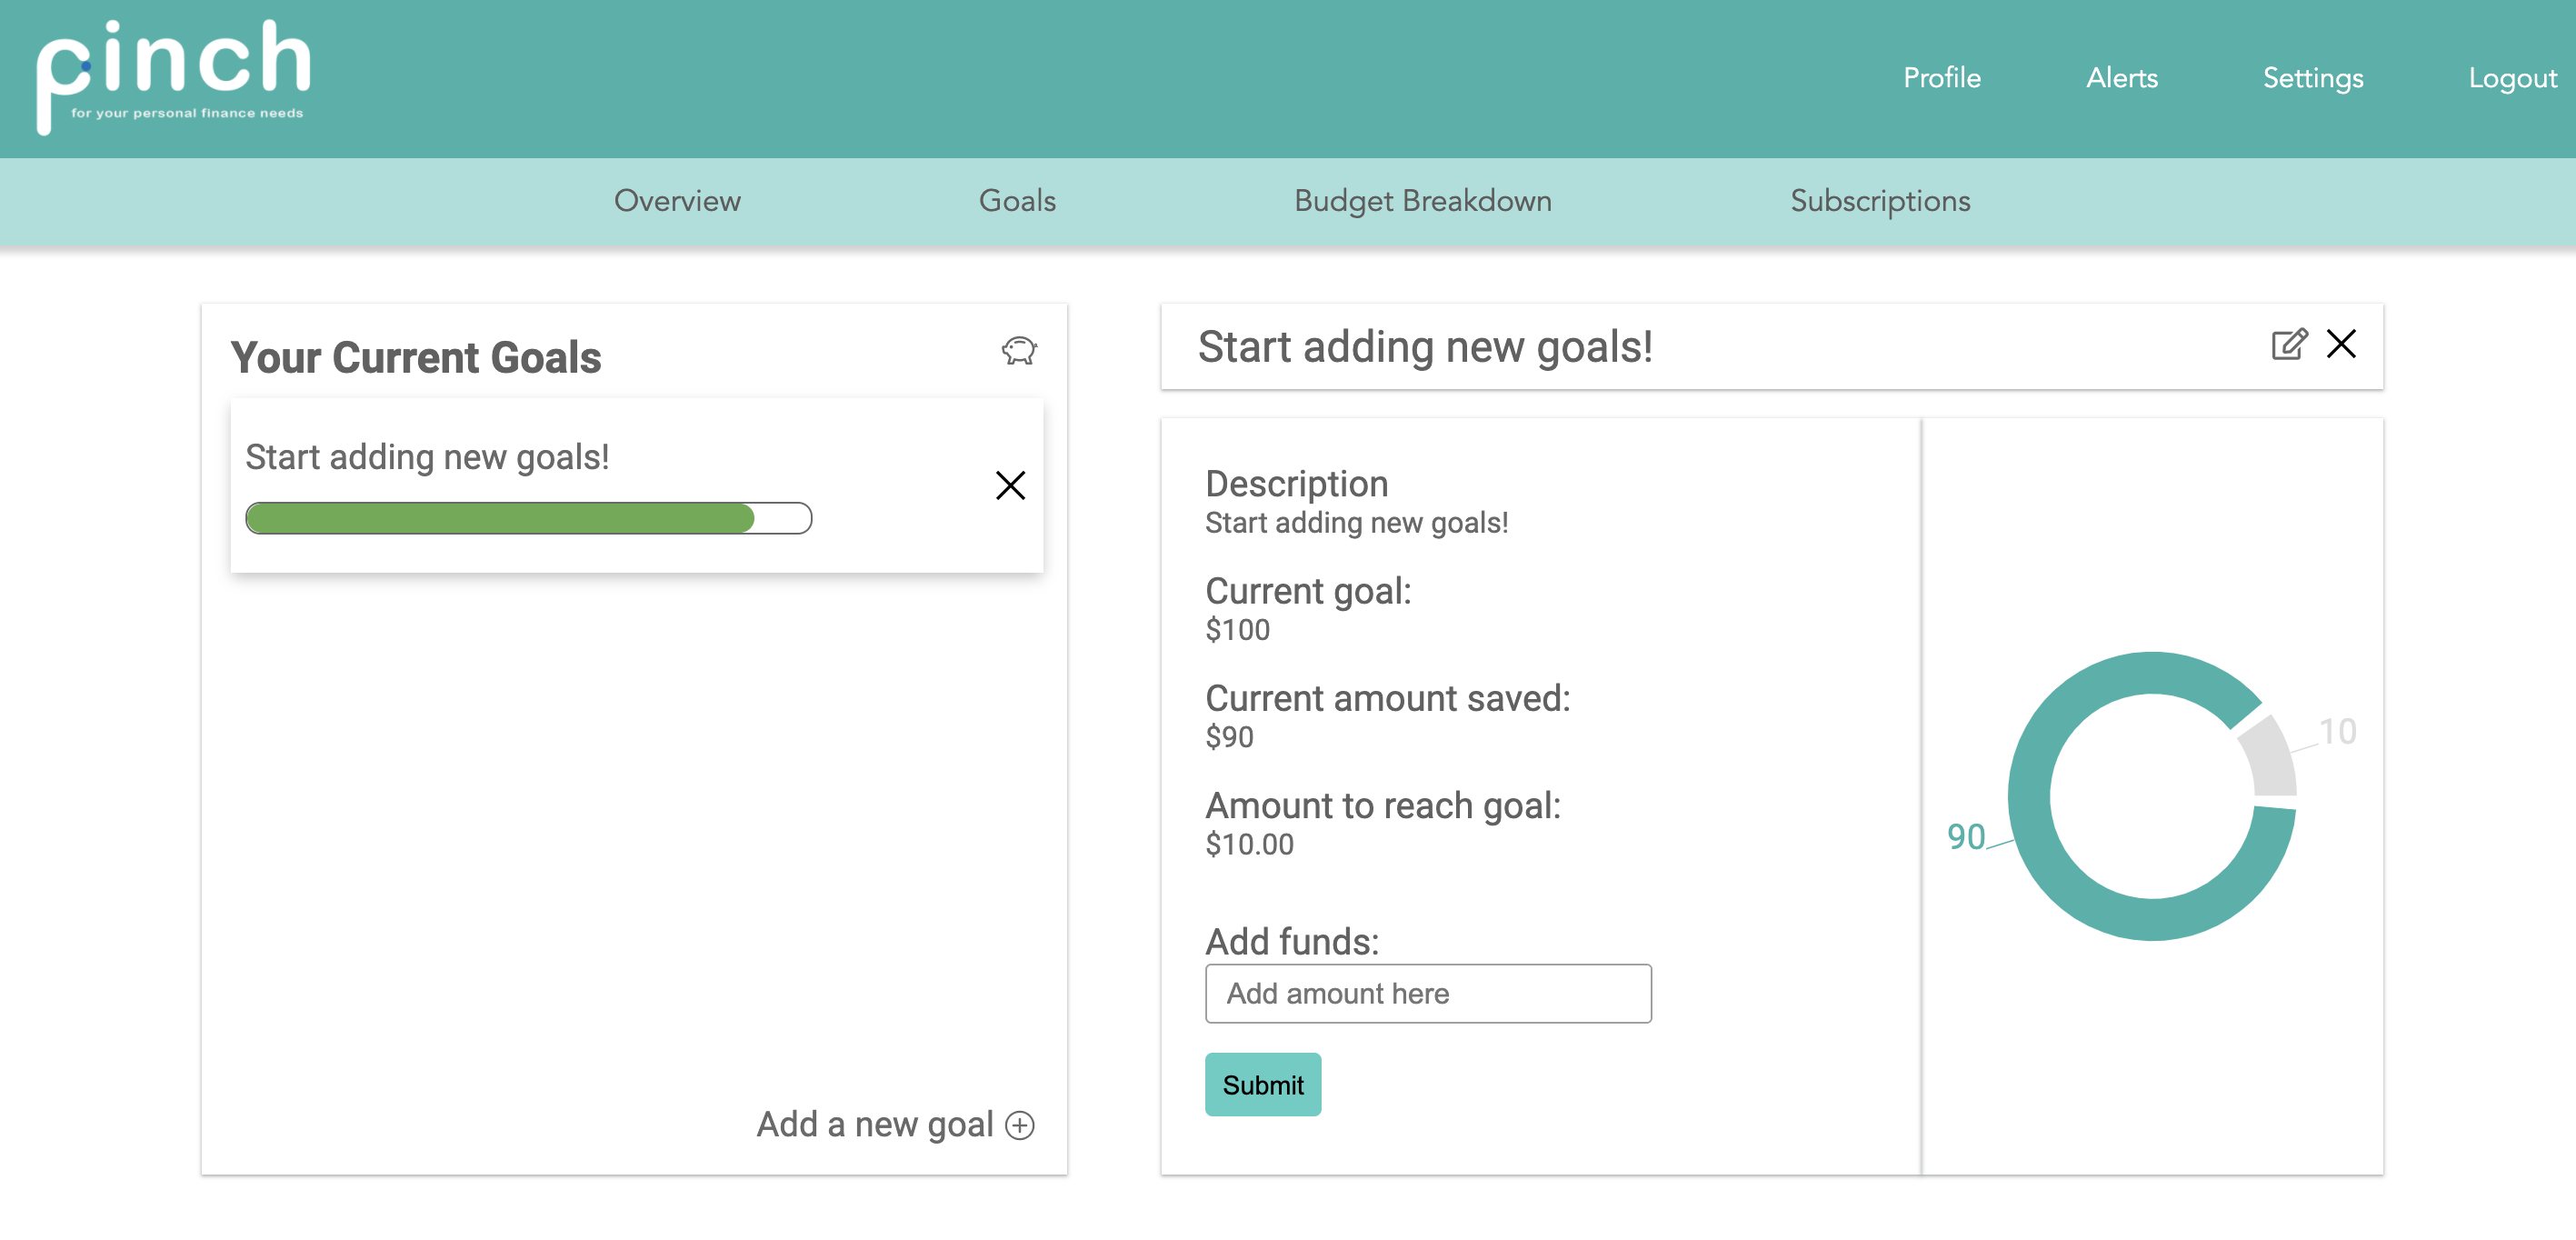 pinch
for your personal finance needs
Profile Alerts Settings Logout
Overview Goals Budget Breakdown Subscriptions
Your Current Goals
Start adding new goals!
Add a new goal
Start adding new goals!
Description
Start adding new goals!
Current goal:
$100
Current amount saved:
$90
Amount to reach goal:
$10.00
Add funds:
Add amount here
Submit
10
90